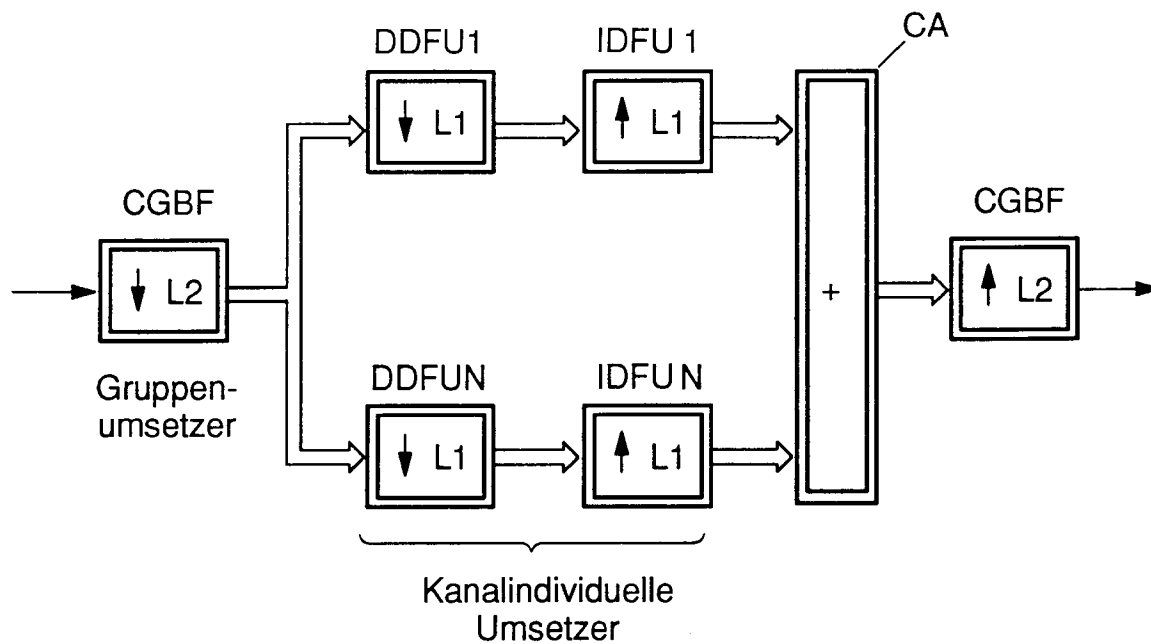 DDFU1
IDFU 1
CA
↓ L1
↑ L1
CGBF
CGBF
↓ L2
+
↑ L2
Gruppen-
umsetzer
DDFUN
IDFU N
↓ L1
↑ L1
Kanalindividuelle
Umsetzer